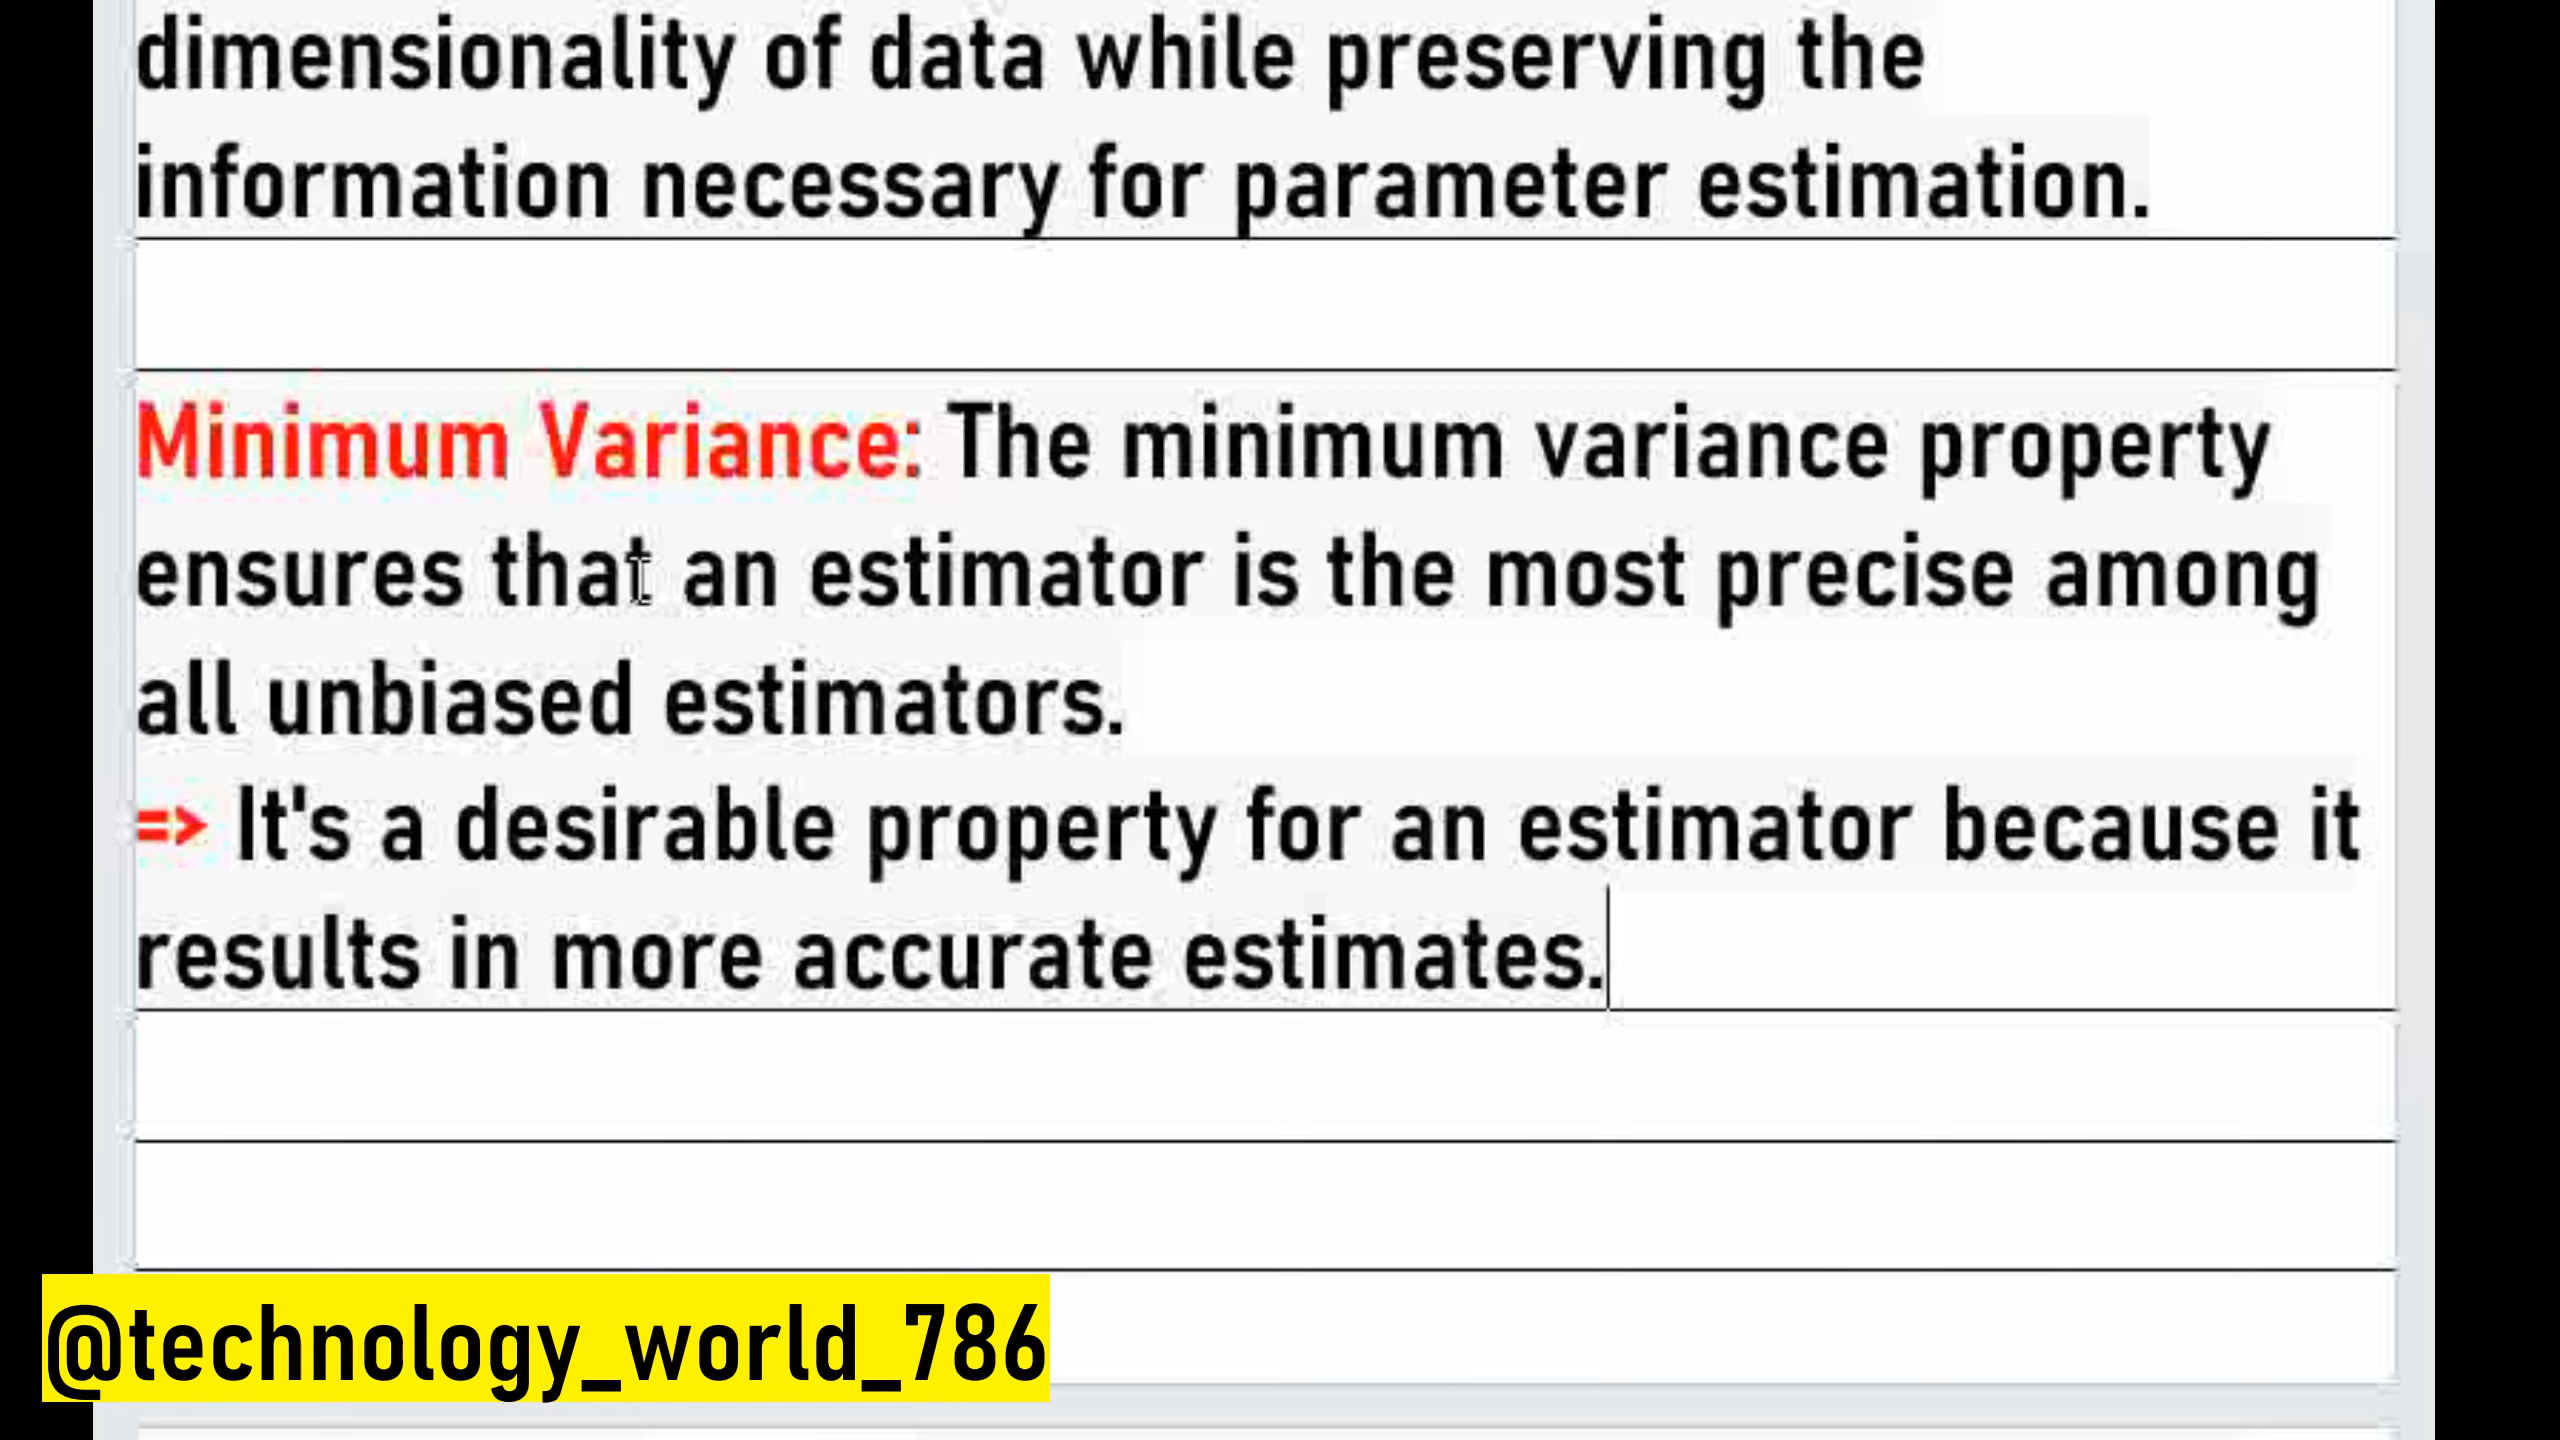 dimensionality of data while preserving the
information necessary for parameter estimation.
Minimum Variance: The minimum variance property
ensures that an estimator is the most precise among
all unbiased estimators.
=> It's a desirable property for an estimator because it
results in more accurate estimates.
@technology_world_786